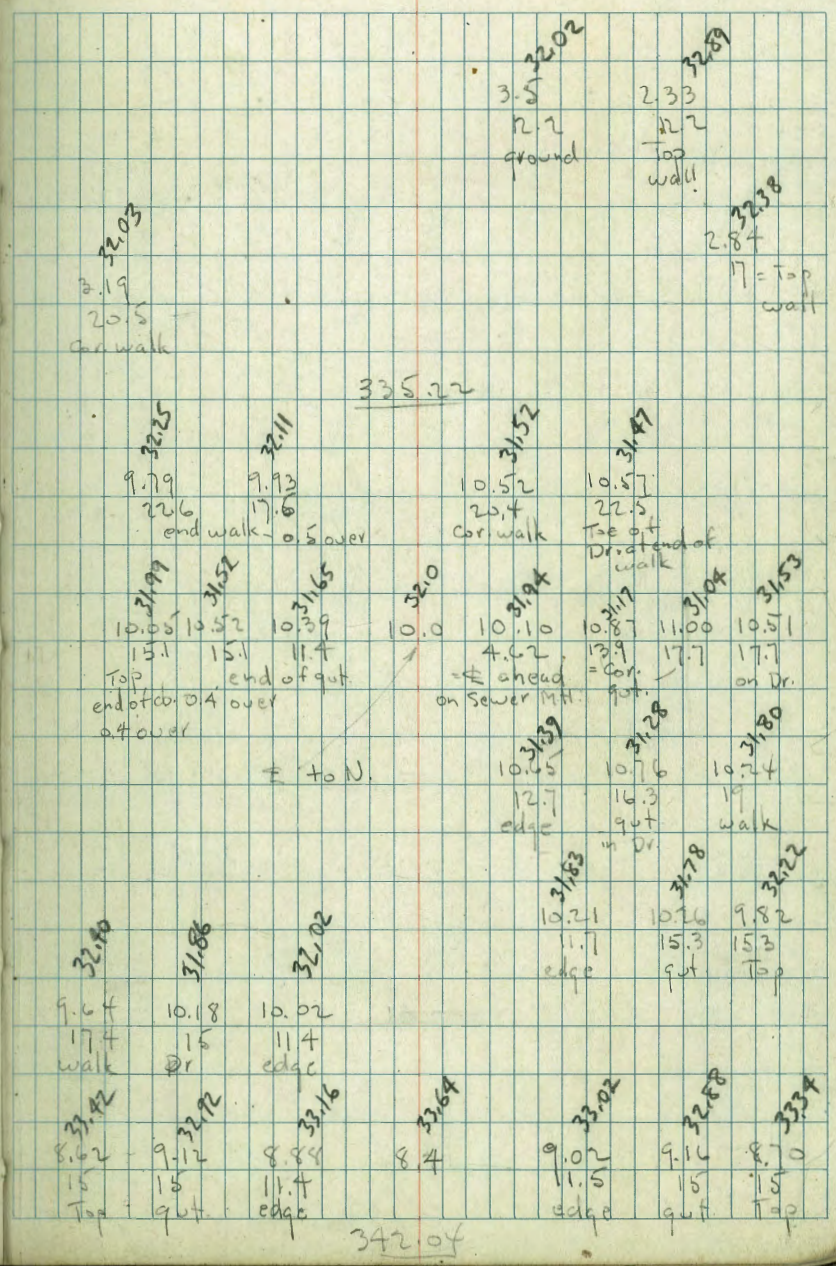 32.02 32.89
3.5 2.33
12.2 12.2
ground Top
wall
32.38
2.84
17 = Top
wall
32.03
3.19
20.5
Cor. walk
335.22
32.25 32.11 31.52 31.47
9.79 9.93 10.52 10.57
22.6 17.6 20.4 22.5
end walk - 0.5 over Cor. walk Toe of
Dr. at end of
walk
31.99 31.52 31.65 32.0 31.94 31.17 31.04 31.53
10.05 10.52 10.39 10.0 10.10 10.87 11.00 10.51
15.1 15.1 11.4 4.62 13.9 17.7 17.7
Top end of gut. = ℄ ahead = Cor. on Dr.
end of cb. 0.4 over on Sewer M.H. gut.
0.4 over
31.39 31.28 31.80
℄ to N. 10.65 10.76 10.24
12.7 16.3 19
edge gut walk
in Dr.
31.83 31.78 32.22
10.21 10.26 9.82
11.7 15.3 15.3
edge gut Top
32.40 31.86 32.02
9.64 10.18 10.02
17.4 15 11.4
walk Dr edge
33.42 32.92 33.16 33.64 33.02 32.88 33.34
8.62 9.12 8.88 8.4 9.02 9.16 8.70
15 15 11.4 11.5 15 15
Top gut. edge edge gut Top
342.04